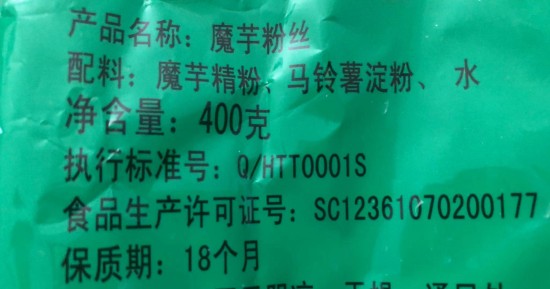 产品名称：魔芋粉丝
配料：魔芋精粉、马铃薯淀粉、水
净含量：400克
执行标准号：Q/HTT0001S
食品生产许可证号：SC12361070200177
保质期：18个月